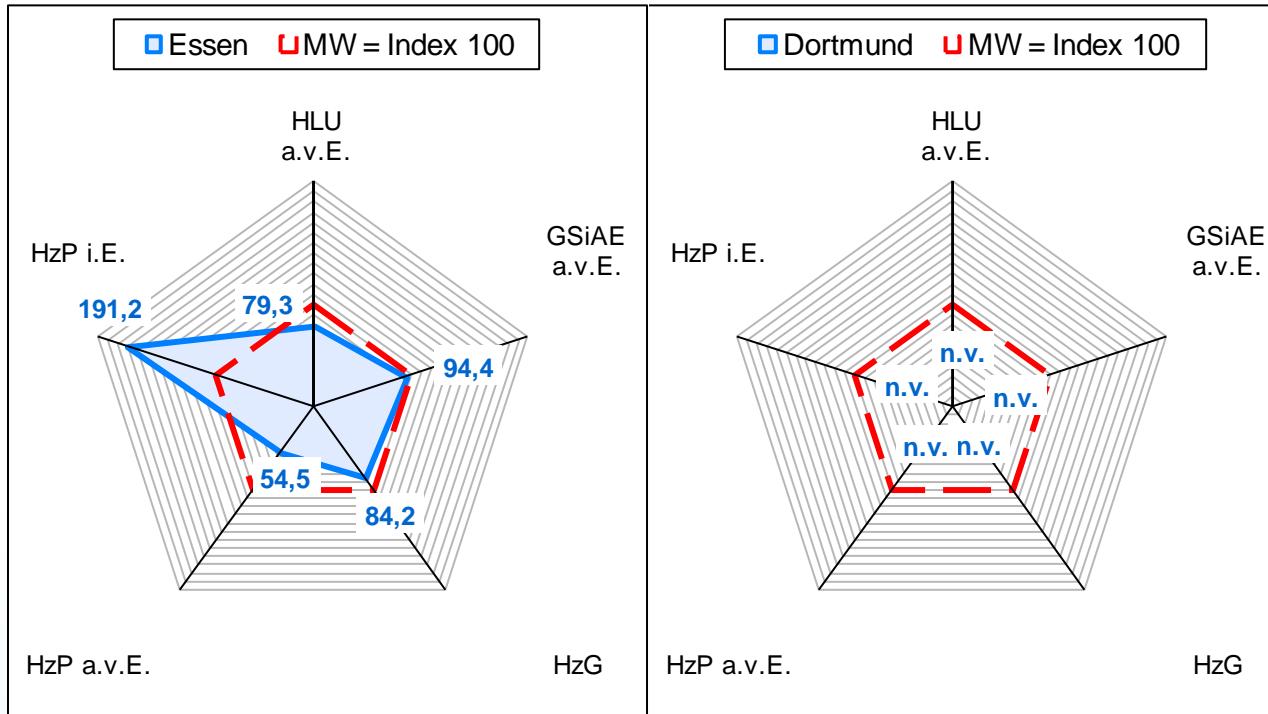 Essen MW = Index 100
HLU
a.v.E.
GSiAE
a.v.E.
HzP i.E.
191,2
79,3
94,4
54,5
84,2
HzP a.v.E.
HzG
Dortmund MW = Index 100
HLU
a.v.E.
GSiAE
a.v.E.
HzP i.E.
n.v.
n.v.
n.v.
n.v.
n.v.
HzP a.v.E.
HzG